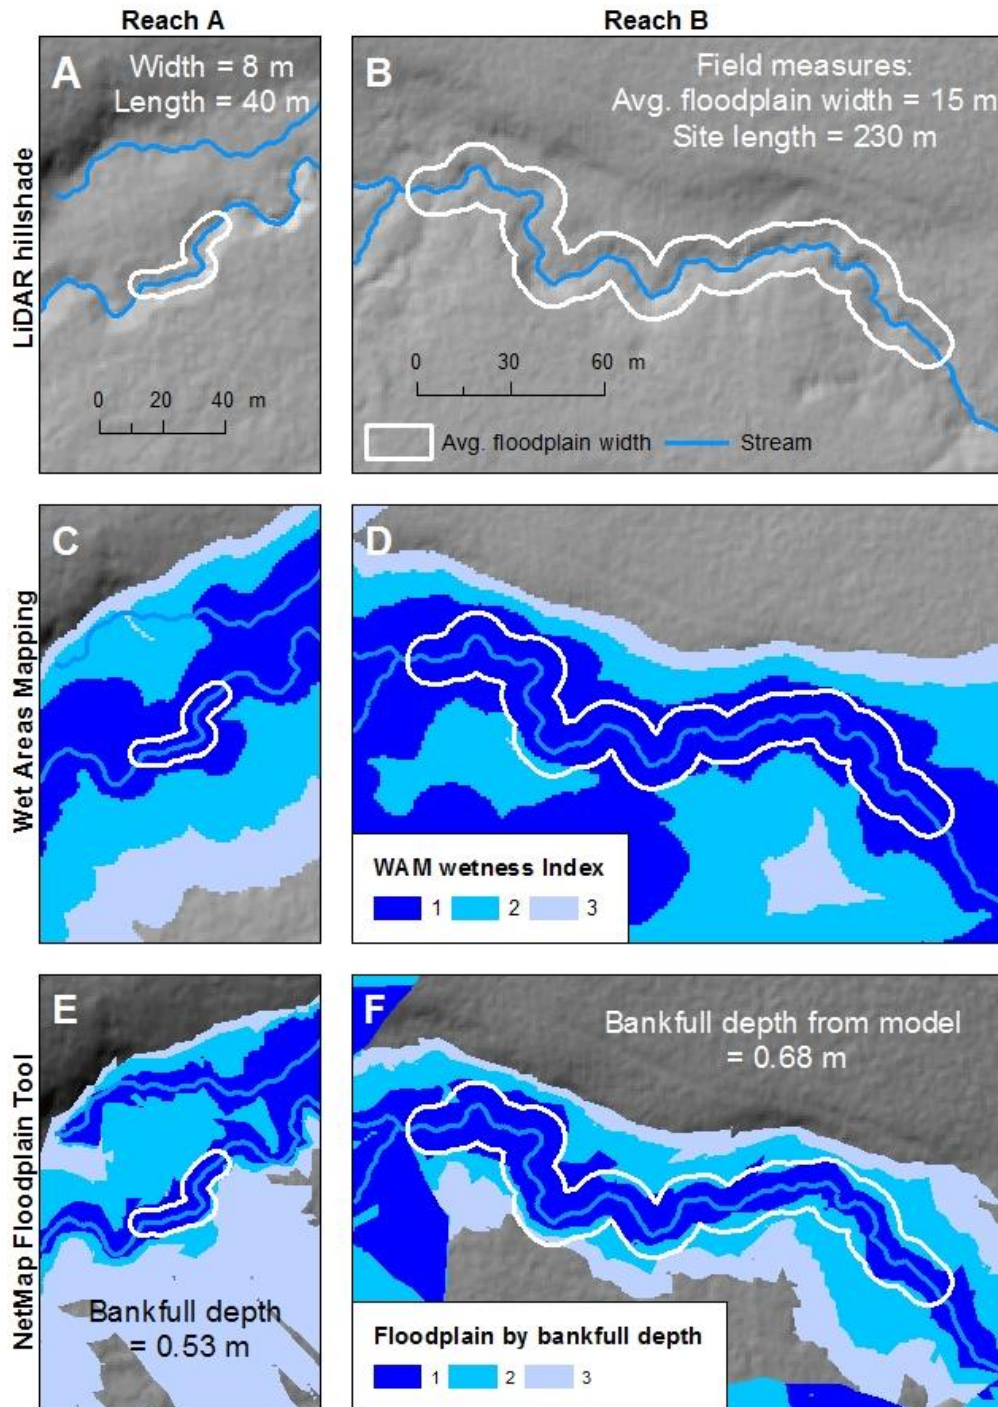 Reach A
Reach B
LiDAR hillshade
A
Width = 8 m
Length = 40 m
0 20 40 m
B
Field measures:
Avg. floodplain width = 15 m
Site length = 230 m
0 30 60 m
Avg. floodplain width
Stream
Wet Areas Mapping
C
D
WAM wetness Index
1 2 3
NetMap Floodplain Tool
E
Bankfull depth
= 0.53 m
F
Bankfull depth from model
= 0.68 m
Floodplain by bankfull depth
1 2 3